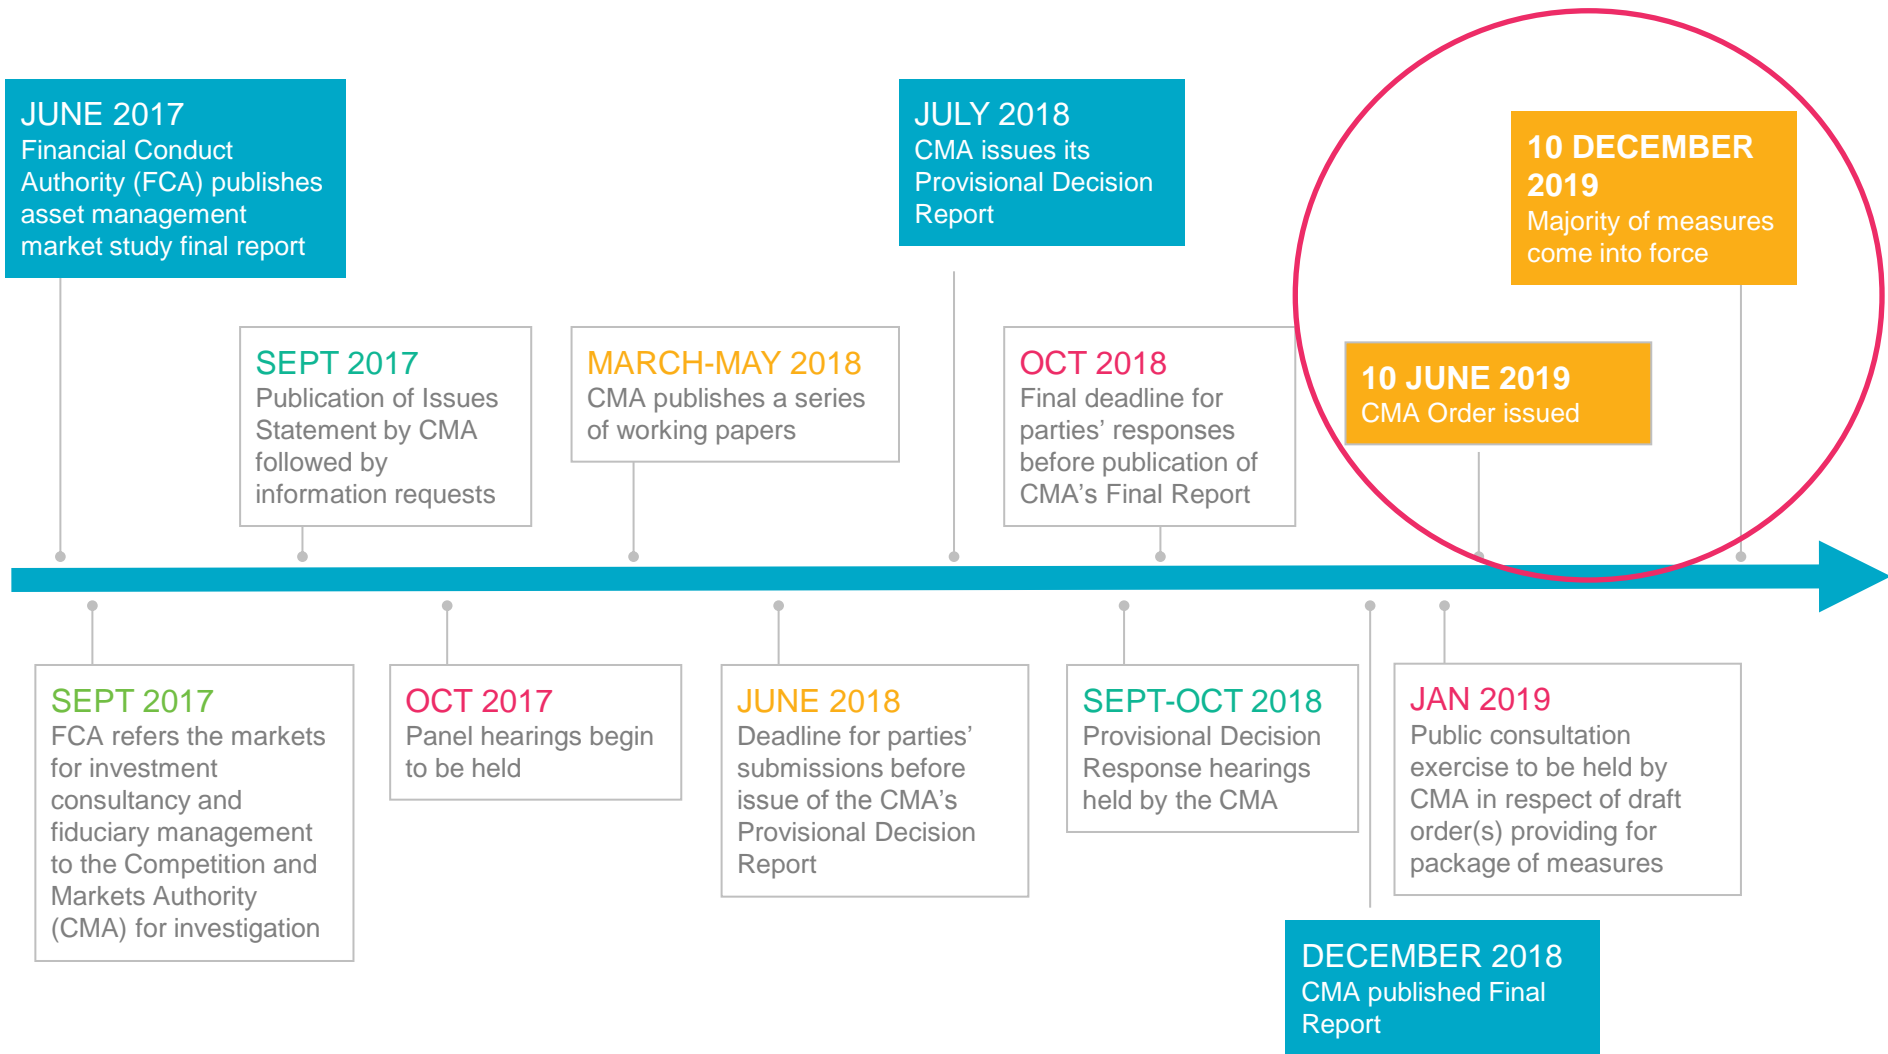 JUNE 2017
Financial Conduct
Authority (FCA) publishes
asset management
market study final report
JULY 2018
CMA issues its
Provisional Decision
Report
10 DECEMBER
2019
Majority of measures
come into force
SEPT 2017
Publication of Issues
Statement by CMA
followed by
information requests
MARCH-MAY 2018
CMA publishes a series
of working papers
OCT 2018
Final deadline for
parties’ responses
before publication of
CMA’s Final Report
10 JUNE 2019
CMA Order issued
SEPT 2017
FCA refers the markets
for investment
consultancy and
fiduciary management
to the Competition and
Markets Authority
(CMA) for investigation
OCT 2017
Panel hearings begin
to be held
JUNE 2018
Deadline for parties’
submissions before
issue of the CMA’s
Provisional Decision
Report
SEPT-OCT 2018
Provisional Decision
Response hearings
held by the CMA
JAN 2019
Public consultation
exercise to be held by
CMA in respect of draft
order(s) providing for
package of measures
DECEMBER 2018
CMA published Final
Report